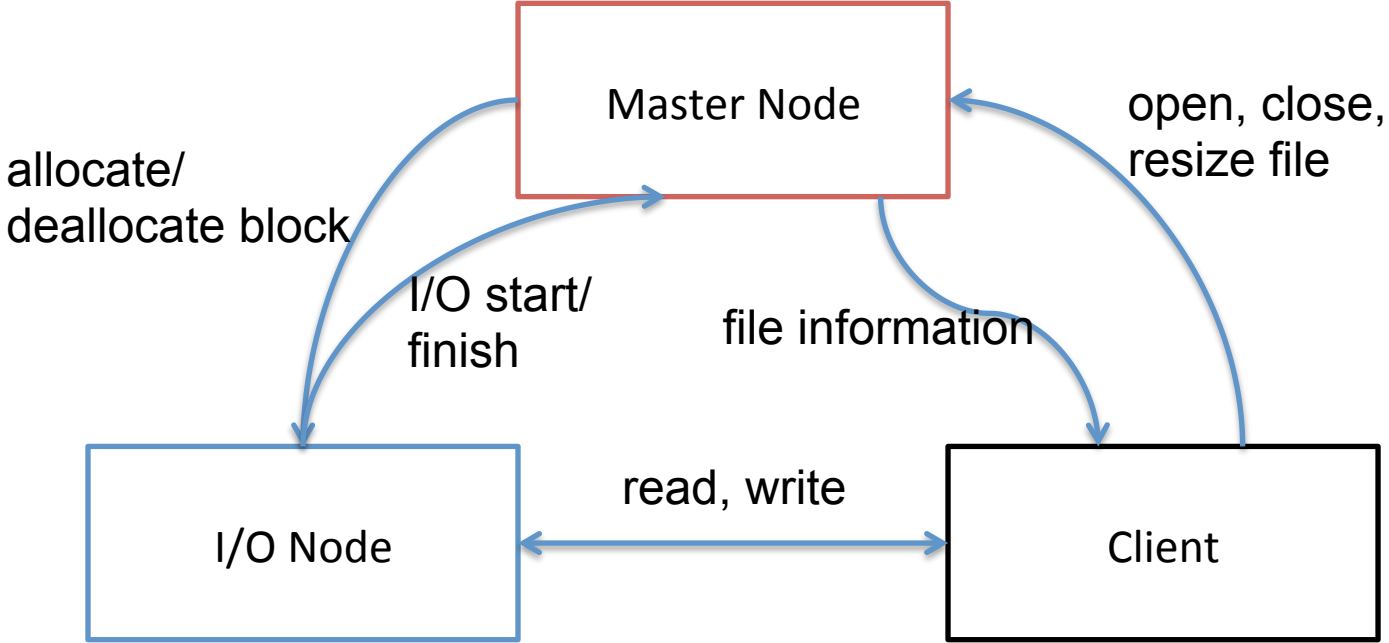 Master Node
open, close,
resize file
allocate/
deallocate block
I/O start/
finish
file information
read, write
I/O Node
Client